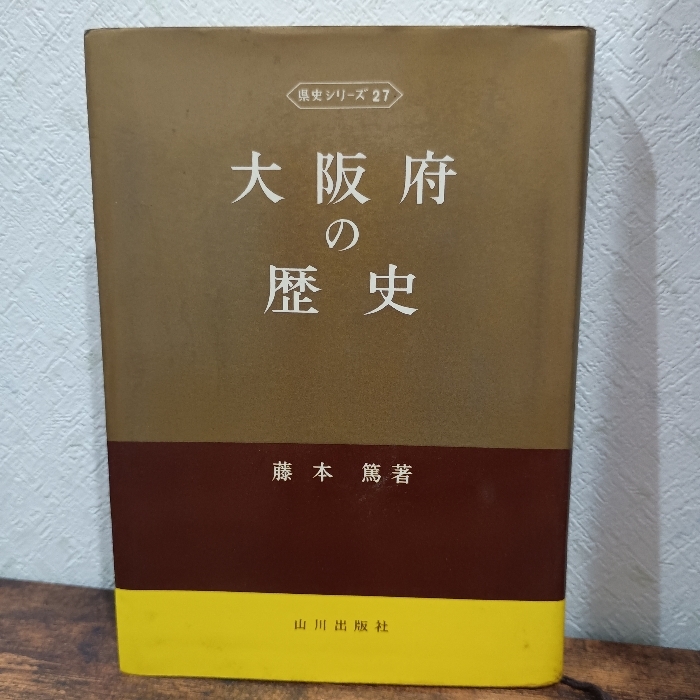 県史シリーズ 27
大阪府
の
歴史
藤本 篤著
山川出版社